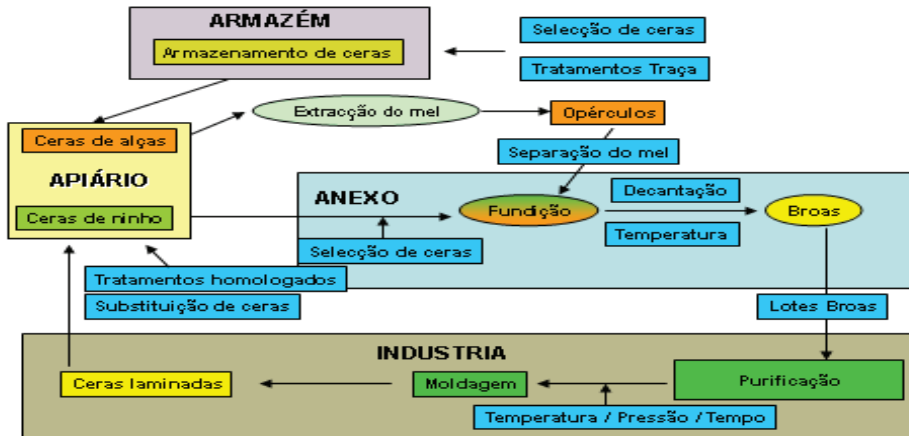 ARMAZÉM
Armazenamento de ceras
Selecção de ceras
Tratamentos Traça
Extracção do mel
Opérculos
Ceras de alças
APIÁRIO
Ceras de ninho
Separação do mel
ANEXO
Fundição
Decantação
Temperatura
Broas
Selecção de ceras
Tratamentos homologados
Substituição de ceras
Lotes Broas
INDUSTRIA
Ceras laminadas
Moldagem
Purificação
Temperatura / Pressão / Tempo